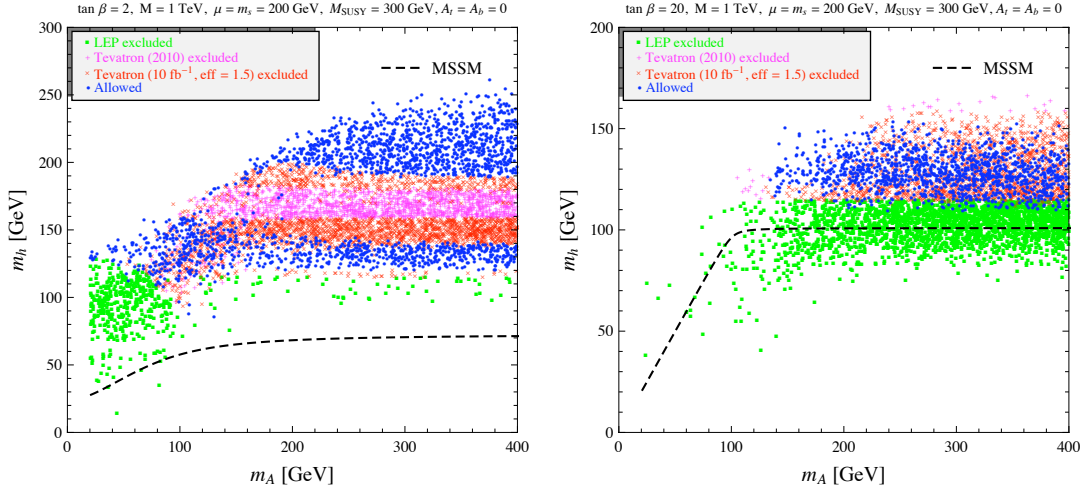 tan β = 2, M = 1 TeV, μ = m_s = 200 GeV, M_SUSY = 300 GeV, A_t = A_b = 0
LEP excluded
Tevatron (2010) excluded
Tevatron (10 fb⁻¹, eff = 1.5) excluded
Allowed
MSSM
300
250
200
150
100
50
0
m_h [GeV]
0 100 200 300 400
m_A [GeV]
tan β = 20, M = 1 TeV, μ = m_s = 200 GeV, M_SUSY = 300 GeV, A_t = A_b = 0
LEP excluded
Tevatron (2010) excluded
Tevatron (10 fb⁻¹, eff = 1.5) excluded
Allowed
MSSM
200
150
100
50
0
m_h [GeV]
0 100 200 300 400
m_A [GeV]